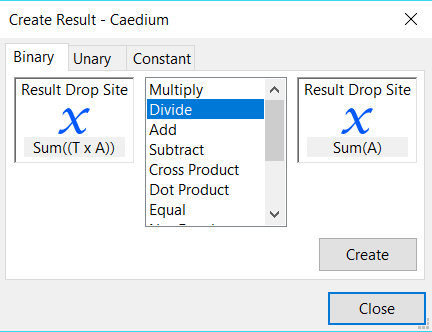 Create Result - Caedium
Binary Unary Constant
Result Drop Site
x
Sum((T x A))
Multiply
Divide
Add
Subtract
Cross Product
Dot Product
Equal
Result Drop Site
x
Sum(A)
Create
Close